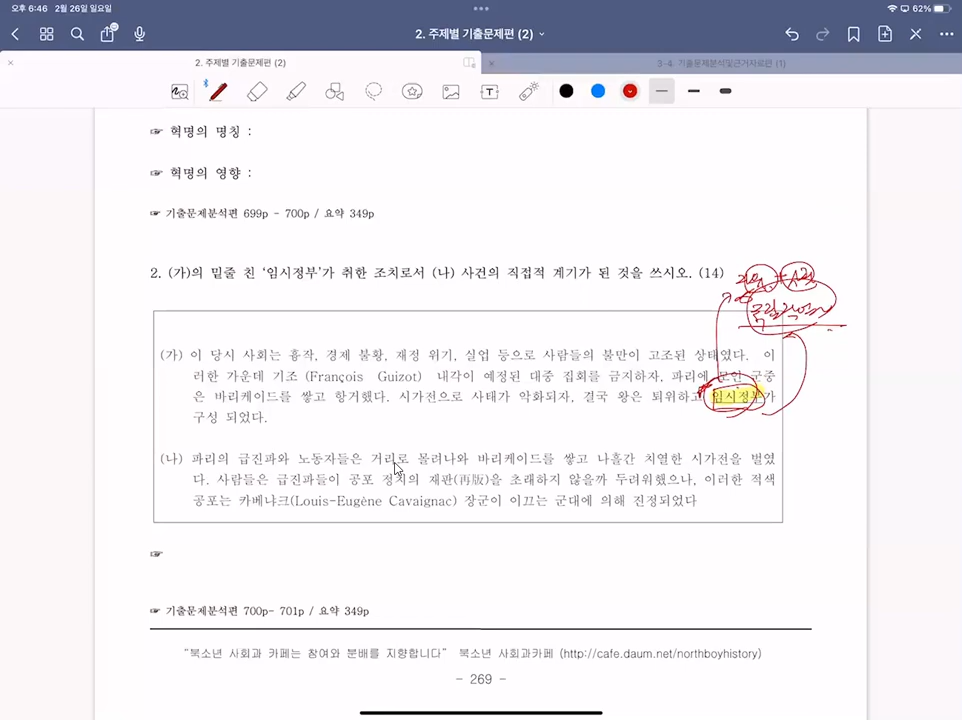 오후 6:46 2월 26일 일요일
62%
2. 주제별 기출문제편 (2)
2. 주제별 기출문제편 (2)
3-4. 기출문제분석및근거자료편 (1)
☞ 혁명의 명칭 :
☞ 혁명의 영향 :
☞ 기출문제분석편 699p - 700p / 요약 349p
2. (가)의 밑줄 친 ‘임시정부’가 취한 조치로서 (나) 사건의 직접적 계기가 된 것을 쓰시오. (14)
(가) 이 당시 사회는 흉작, 경제 불황, 재정 위기, 실업 등으로 사람들의 불만이 고조된 상태였다. 이
러한 가운데 기조 (François Guizot) 내각이 예정된 대중 집회를 금지하자, 파리에 모인 군중
은 바리케이드를 쌓고 항거했다. 시가전으로 사태가 악화되자, 결국 왕은 퇴위하고 임시정부가
구성 되었다.
(나) 파리의 급진파와 노동자들은 거리로 몰려나와 바리케이드를 쌓고 나흘간 치열한 시가전을 벌였
다. 사람들은 급진파들이 공포 정치의 재판(再版)을 초래하지 않을까 두려워했으나, 이러한 적색
공포는 카베냐크(Louis-Eugène Cavaignac) 장군이 이끄는 군대에 의해 진정되었다
☞
☞ 기출문제분석편 700p- 701p / 요약 349p
“북소년 사회과 카페는 참여와 분배를 지향합니다” 북소년 사회과카페 (http://cafe.daum.net/northboyhistory)
- 269 -